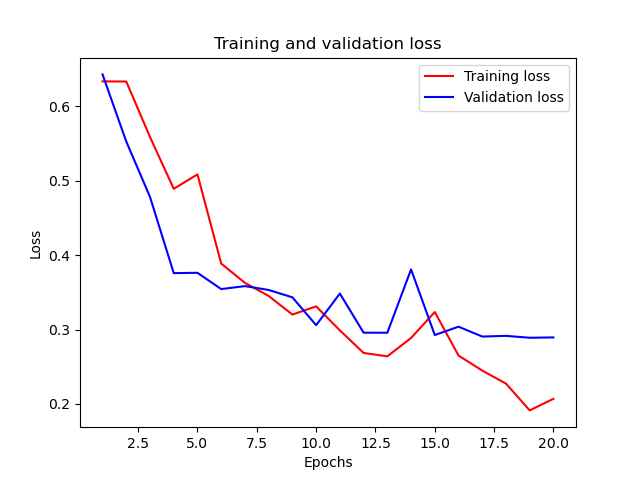 Training and validation loss
Training loss
Validation loss
0.6
0.5
0.4
0.3
0.2
Loss
2.5 5.0 7.5 10.0 12.5 15.0 17.5 20.0
Epochs